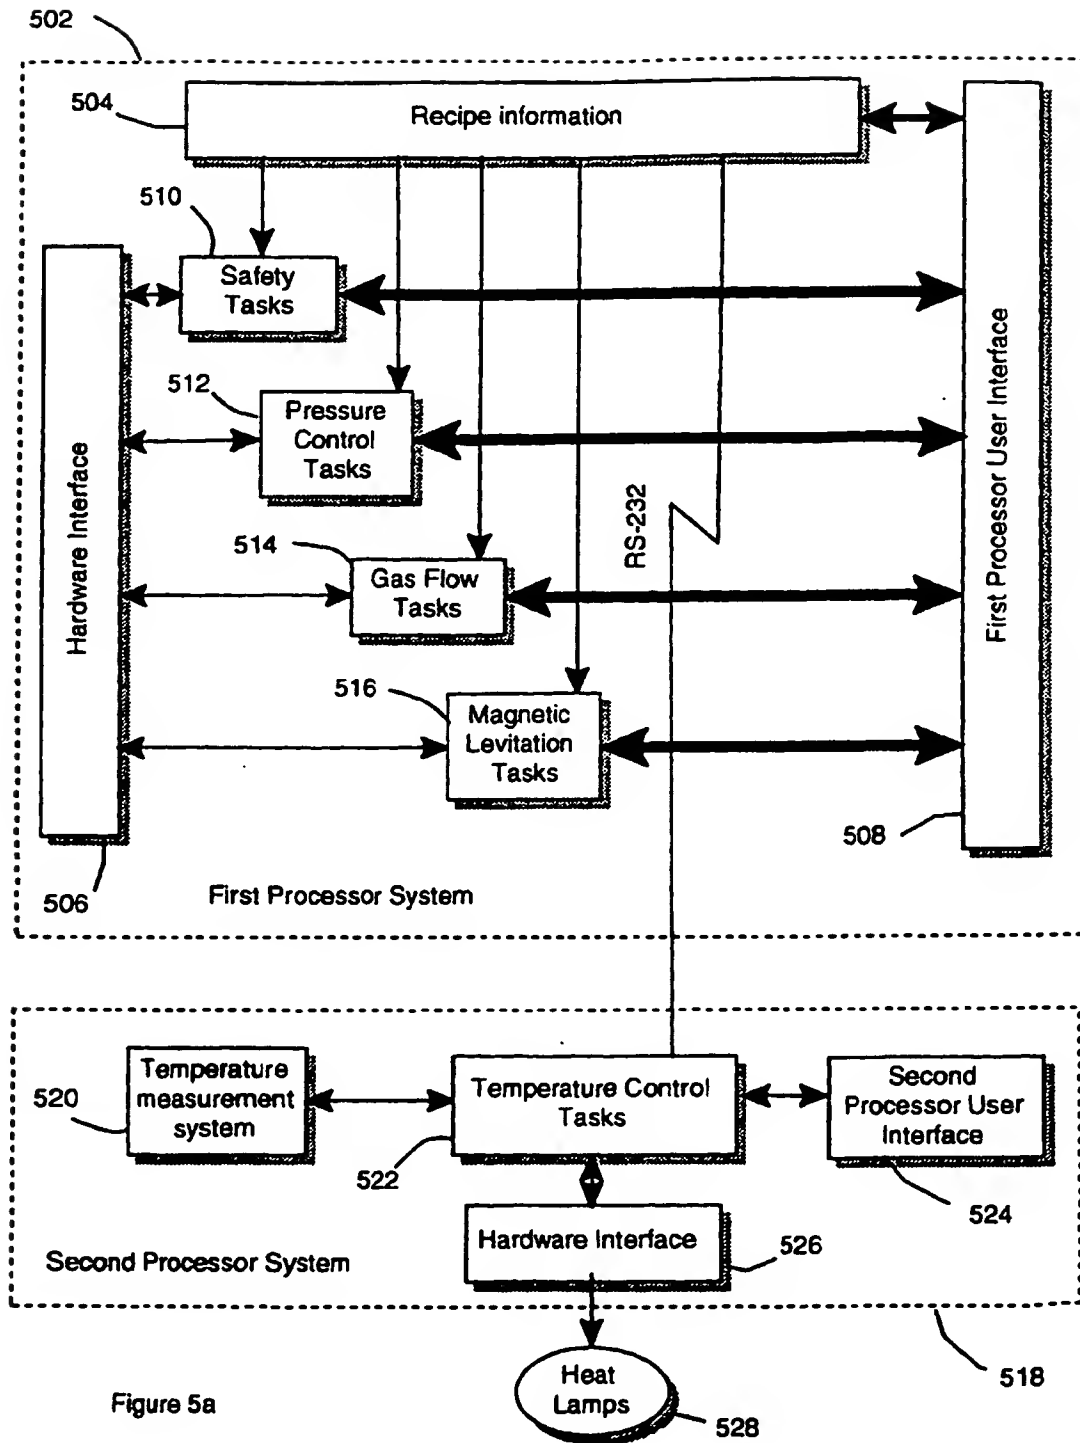 502
504
Recipe information
510
Safety
Tasks
512
Pressure
Control
Tasks
514
Gas Flow
Tasks
516
Magnetic
Levitation
Tasks
Hardware Interface
RS-232
First Processor User Interface
506
508
First Processor System
520
Temperature
measurement
system
Temperature Control
Tasks
522
Second
Processor User
Interface
524
Hardware Interface
526
Second Processor System
518
Heat
Lamps
528
Figure 5a